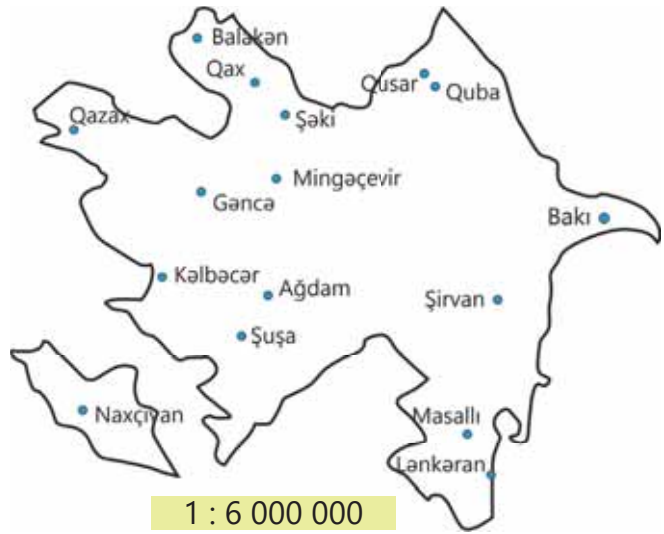 Balakən
Qax
Qusar
Quba
Qazax
Şəki
Mingəçevir
Gəncə
Bakı
Kəlbəcər
Ağdam
Şirvan
Şuşa
Naxçıvan
Masallı
Lənkəran
1 : 6 000 000